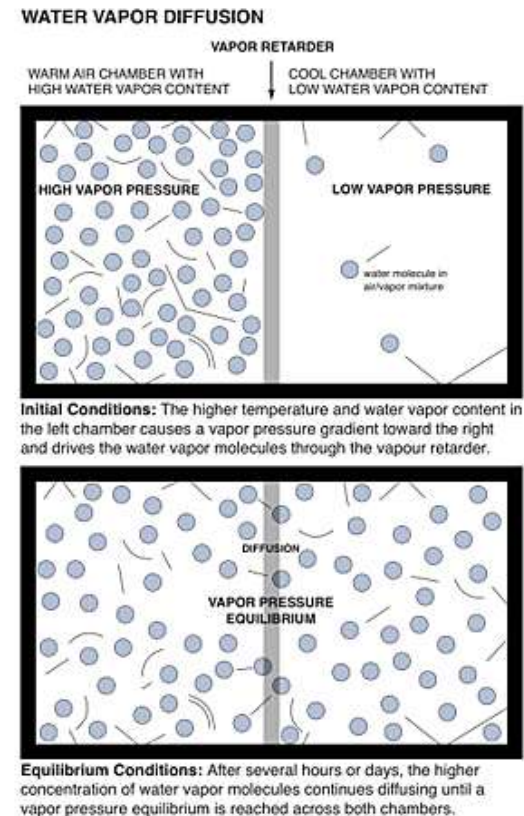 WATER VAPOR DIFFUSION
VAPOR RETARDER
WARM AIR CHAMBER WITH
HIGH WATER VAPOR CONTENT
COOL CHAMBER WITH
LOW WATER VAPOR CONTENT
HIGH VAPOR PRESSURE
LOW VAPOR PRESSURE
water molecule in
air/vapor mixture
Initial Conditions: The higher temperature and water vapor content in
the left chamber causes a vapor pressure gradient toward the right
and drives the water vapor molecules through the vapour retarder.
DIFFUSION
VAPOR PRESSURE
EQUILIBRIUM
Equilibrium Conditions: After several hours or days, the higher
concentration of water vapor molecules continues diffusing until a
vapor pressure equilibrium is reached across both chambers.